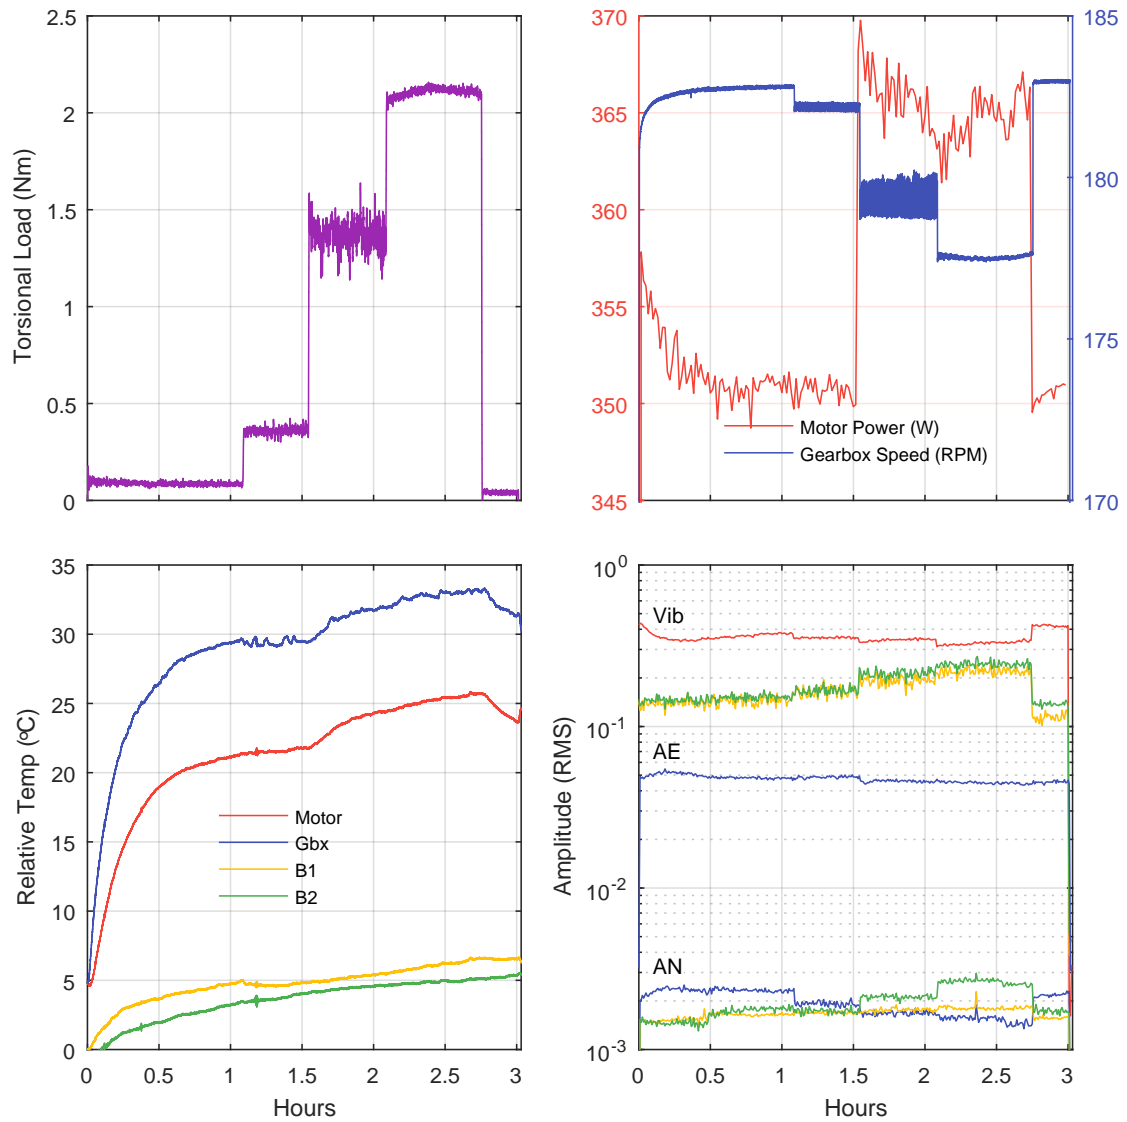 2.5
2
1.5
1
0.5
0
Torsional Load (Nm)
370
365
360
355
350
345
185
180
175
170
Motor Power (W)
Gearbox Speed (RPM)
35
30
25
20
15
10
5
0
Relative Temp (ºC)
Motor
Gbx
B1
B2
0 0.5 1 1.5 2 2.5 3
Hours
10^0
10^-1
10^-2
10^-3
Amplitude (RMS)
Vib
AE
AN
0 0.5 1 1.5 2 2.5 3
Hours